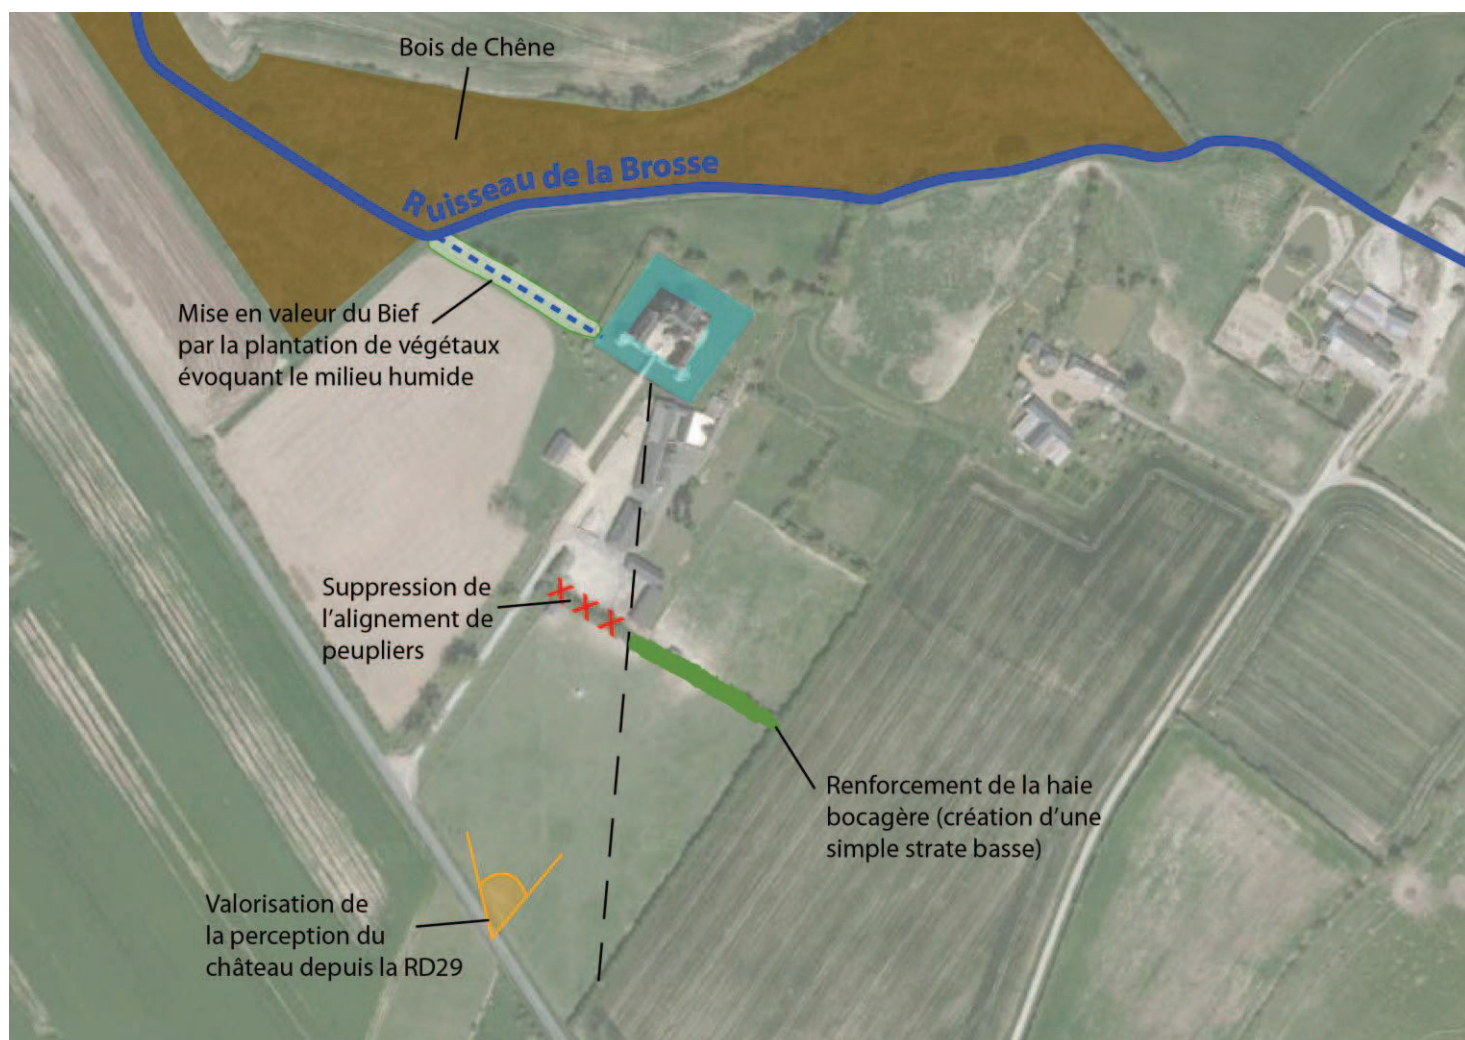 Bois de Chêne
Ruisseau de la Brosse
Mise en valeur du Bief
par la plantation de végétaux
évoquant le milieu humide
Suppression de
l'alignement de
peupliers
Renforcement de la haie
bocagère (création d'une
simple strate basse)
Valorisation de
la perception du
château depuis la RD29